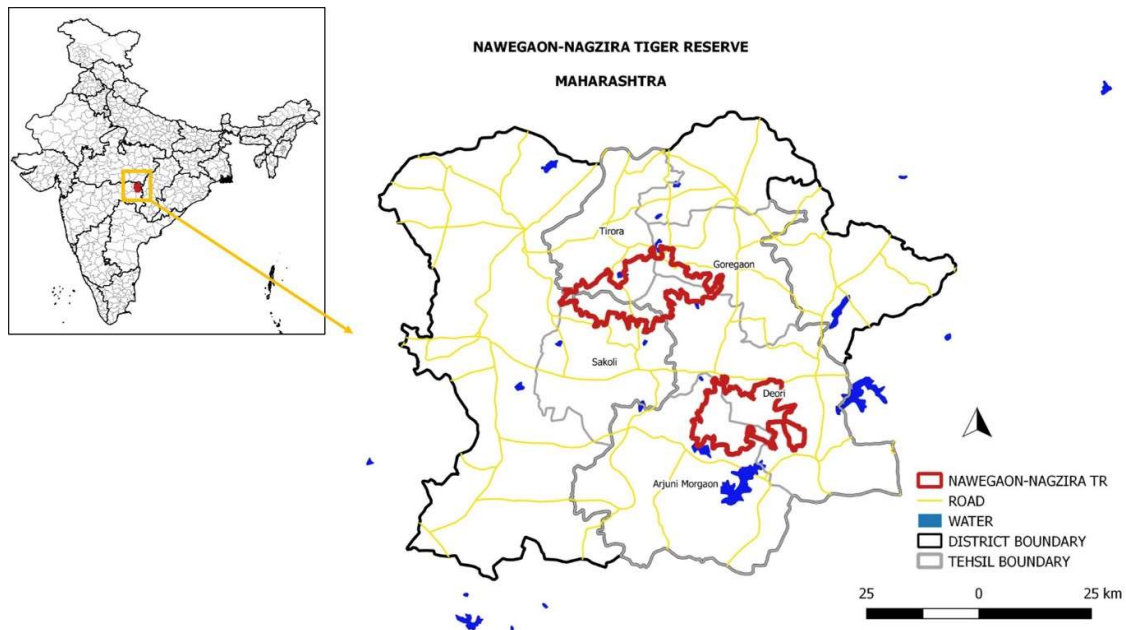 NAWEGAON-NAGZIRA TIGER RESERVE
MAHARASHTRA
Tirora
Goregaon
Sakoli
Deori
Arjuni Morgaon
NAWEGAON-NAGZIRA TR
ROAD
WATER
DISTRICT BOUNDARY
TEHSIL BOUNDARY
25 0 25 km